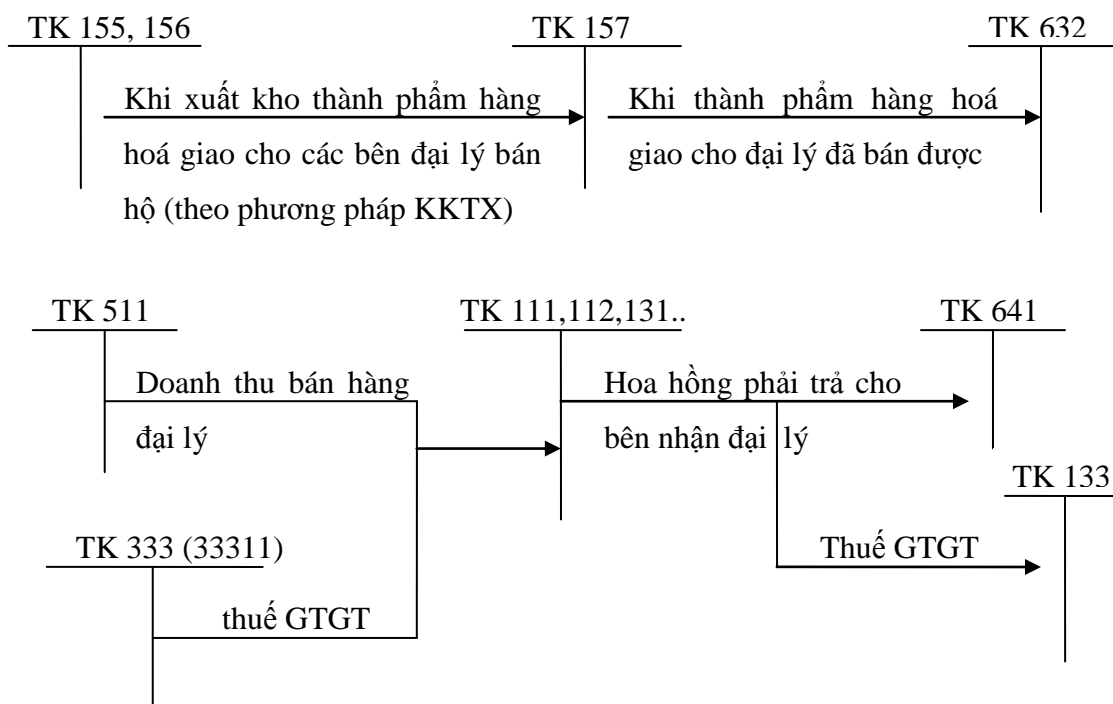 TK 155, 156
TK 157
TK 632
Khi xuất kho thành phẩm hàng
hoá giao cho các bên đại lý bán
hộ (theo phương pháp KKTX)
Khi thành phẩm hàng hoá
giao cho đại lý đã bán được
TK 511
TK 111,112,131..
TK 641
Doanh thu bán hàng
đại lý
Hoa hồng phải trả cho
bên nhận đại lý
TK 133
TK 333 (33311)
Thuế GTGT
thuế GTGT